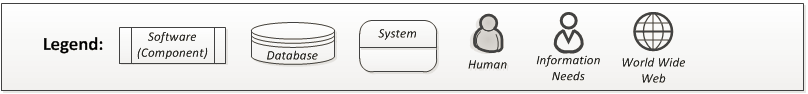 Legend:
Software
(Component)
Database
System
Human
Information
Needs
World Wide
Web